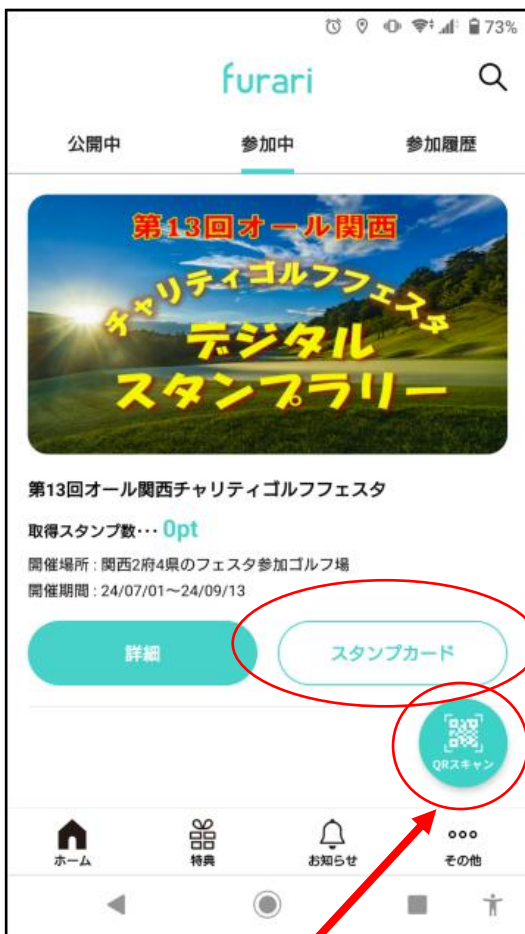 73%
furari
公開中 参加中 参加履歴
第13回オール関西
チャリティゴルフフェスタ
デジタル
スタンプラリー
第13回オール関西チャリティゴルフフェスタ
取得スタンプ数・・・0pt
開催場所 : 関西2府4県のフェスタ参加ゴルフ場
開催期間 : 24/07/01～24/09/13
詳細 スタンプカード
QRスキャン
ホーム 特典 お知らせ その他